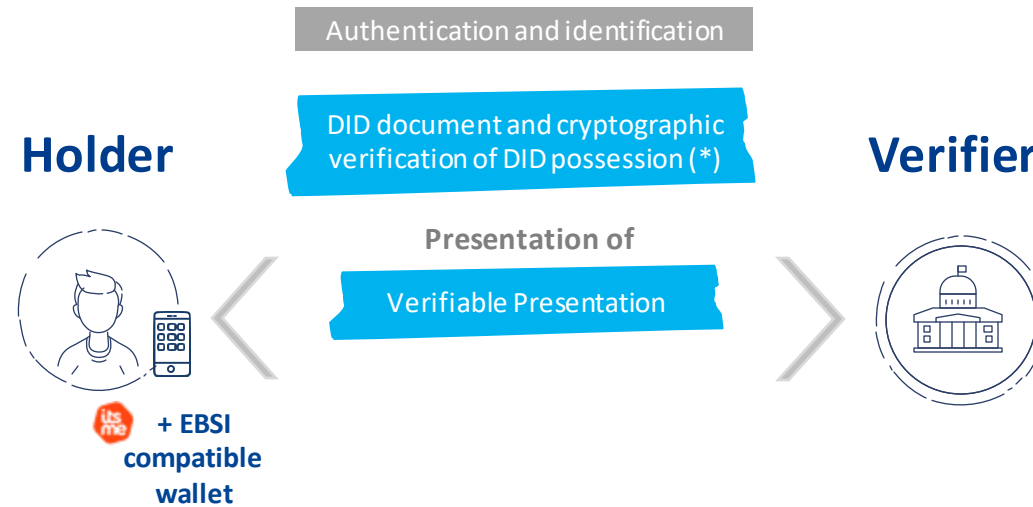 Authentication and identification
DID document and cryptographic
verification of DID possession (*)
Holder
Verifier
Presentation of
Verifiable Presentation
its
me
+ EBSI
compatible
wallet